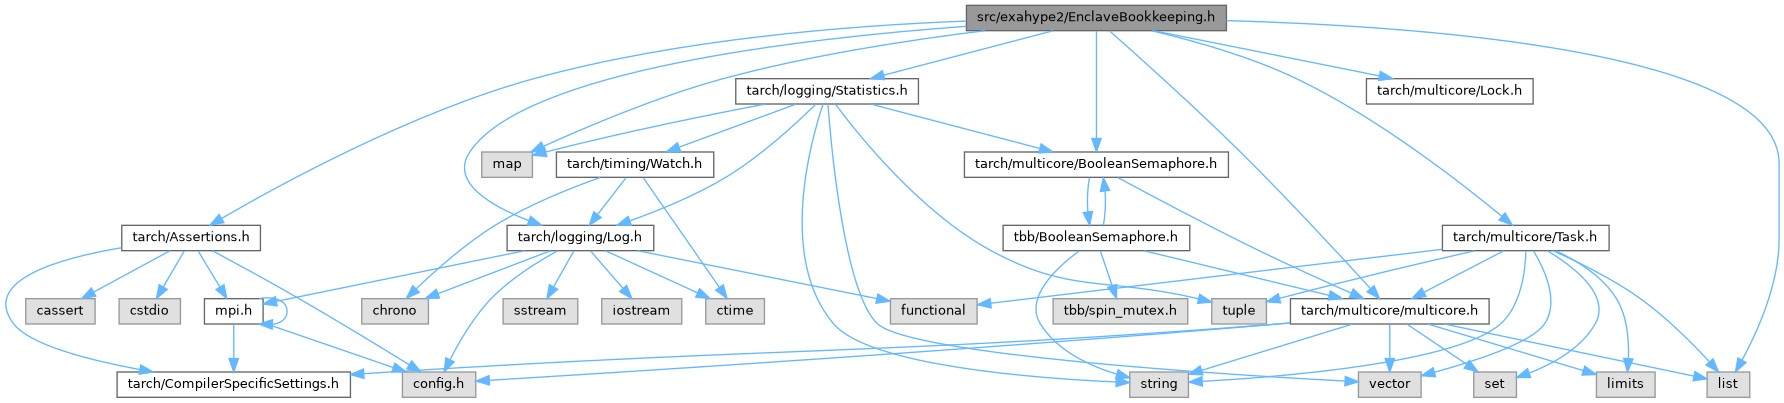 src/exahype2/EnclaveBookkeeping.h
tarch/logging/Statistics.h
tarch/multicore/Lock.h
map
tarch/timing/Watch.h
tarch/multicore/BooleanSemaphore.h
tarch/Assertions.h
tarch/logging/Log.h
tbb/BooleanSemaphore.h
tarch/multicore/Task.h
cassert
cstdio
mpi.h
chrono
sstream
iostream
ctime
functional
tbb/spin_mutex.h
tuple
tarch/multicore/multicore.h
tarch/CompilerSpecificSettings.h
config.h
string
vector
set
limits
list